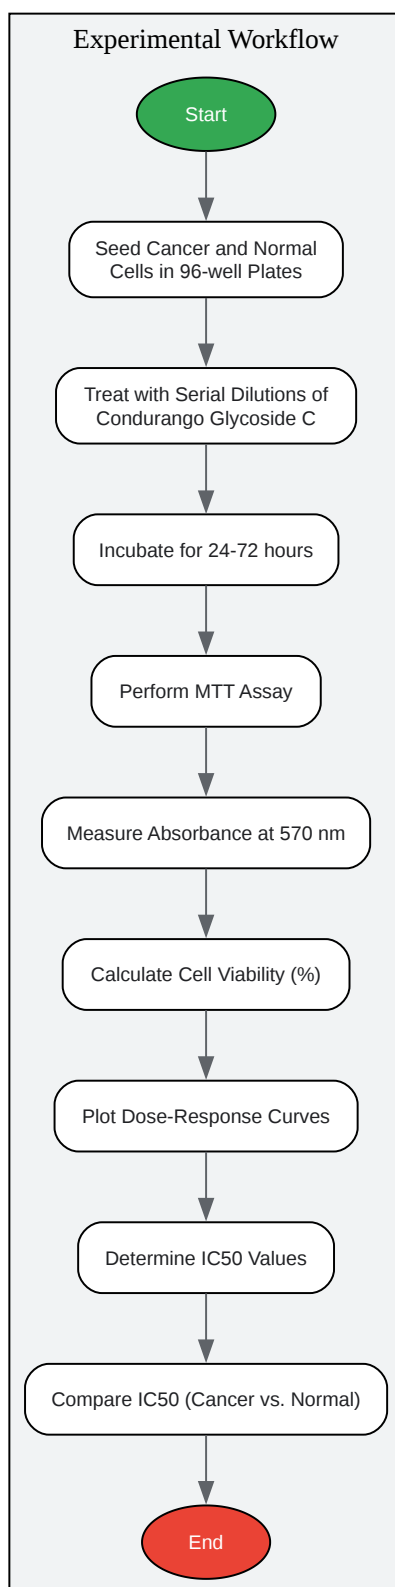 Experimental Workflow
Start
Seed Cancer and Normal
Cells in 96-well Plates
Treat with Serial Dilutions of
Condurango Glycoside C
Incubate for 24-72 hours
Perform MTT Assay
Measure Absorbance at 570 nm
Calculate Cell Viability (%)
Plot Dose-Response Curves
Determine IC50 Values
Compare IC50 (Cancer vs. Normal)
End